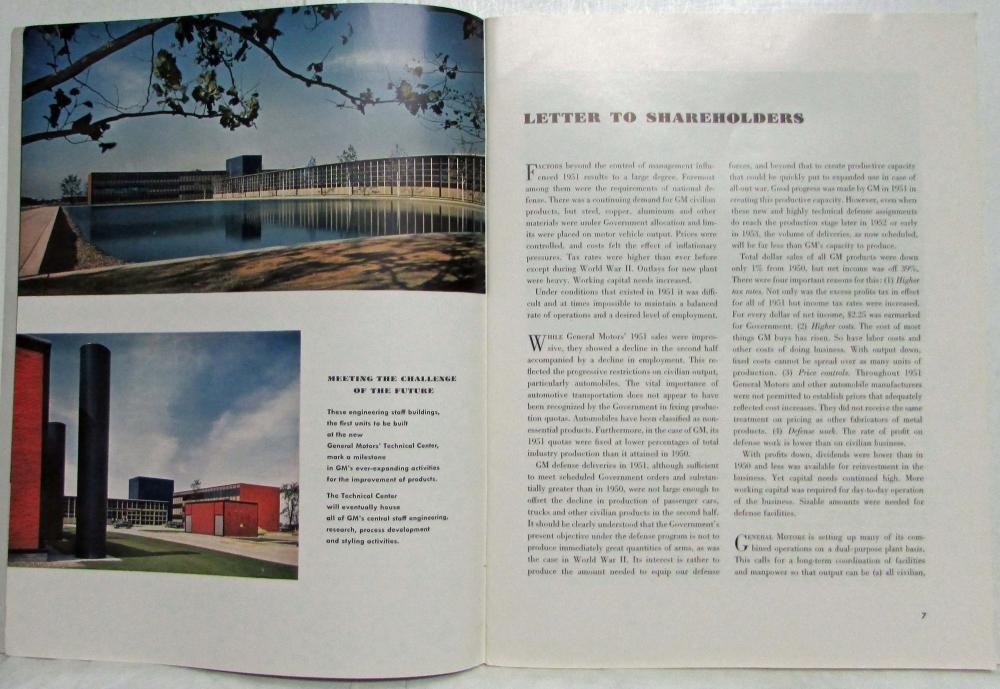 MEETING THE CHALLENGE
OF THE FUTURE
These engineering staff buildings,
the first units to be built
at the new
General Motors' Technical Center,
mark a milestone
in GM's ever-expanding activities
for the improvement of products.
The Technical Center
will eventually house
all of GM's central staff engineering,
research, process development
and styling activities.
LETTER TO SHAREHOLDERS
FACTORS beyond the control of management influ-
enced 1951 results to a large degree. Foremost
among them were the requirements of national de-
fense. There was a continuing demand for GM civilian
products, but steel, copper, aluminum and other
materials were under Government allocation and lim-
its were placed on motor vehicle output. Prices were
controlled, and costs felt the effect of inflationary
pressures. Tax rates were higher than ever before
except during World War II. Outlays for new plant
were heavy. Working capital needs increased.
Under conditions that existed in 1951 it was diffi-
cult and at times impossible to maintain a balanced
rate of operations and a desired level of employment.
WHILE General Motors' 1951 sales were impres-
sive, they showed a decline in the second half
accompanied by a decline in employment. This re-
flected the progressive restrictions on civilian output,
particularly automobiles. The vital importance of
automotive transportation does not appear to have
been recognized by the Government in fixing produc-
tion quotas. Automobiles have been classified as non-
essential products. Furthermore, in the case of GM, its
1951 quotas were fixed at lower percentages of total
industry production than it attained in 1950.
GM defense deliveries in 1951, although sufficient
to meet scheduled Government orders and substan-
tially greater than in 1950, were not large enough to
offset the decline in production of passenger cars,
trucks and other civilian products in the second half.
It should be clearly understood that the Government's
present objective under the defense program is not to
produce immediately great quantities of arms, as was
the case in World War II. Its interest is rather to
produce the amount needed to equip our defense
forces, and beyond that to create productive capacity
that could be quickly put to expanded use in case of
all-out war. Good progress was made by GM in 1951 in
creating this productive capacity. However, even when
these new and highly technical defense assignments
do reach the production stage later in 1952 or early
in 1953, the volume of deliveries, as now scheduled,
will be far less than GM's capacity to produce.
Total dollar sales of all GM products were down
only 1% from 1950, but net income was off 39%.
There were four important reasons for this: (1) Higher
tax rates. Not only was the excess profits tax in effect
for all of 1951 but income tax rates were increased.
For every dollar of net income, $2.25 was earmarked
for Government. (2) Higher costs. The cost of most
things GM buys has risen. So have labor costs and
other costs of doing business. With output down,
fixed costs cannot be spread over as many units of
production. (3) Price controls. Throughout 1951
General Motors and other automobile manufacturers
were not permitted to establish prices that adequately
reflected cost increases. They did not receive the same
treatment on pricing as other fabricators of metal
products. (4) Defense work. The rate of profit on
defense work is lower than on civilian business.
With profits down, dividends were lower than in
1950 and less was available for reinvestment in the
business. Yet capital needs continued high. More
working capital was required for day-to-day operation
of the business. Sizable amounts were needed for
defense facilities.
GENERAL MOTORS is setting up many of its com-
bined operations on a dual-purpose plant basis.
This calls for a long-term coordination of facilities
and manpower so that output can be (a) all civilian,
7